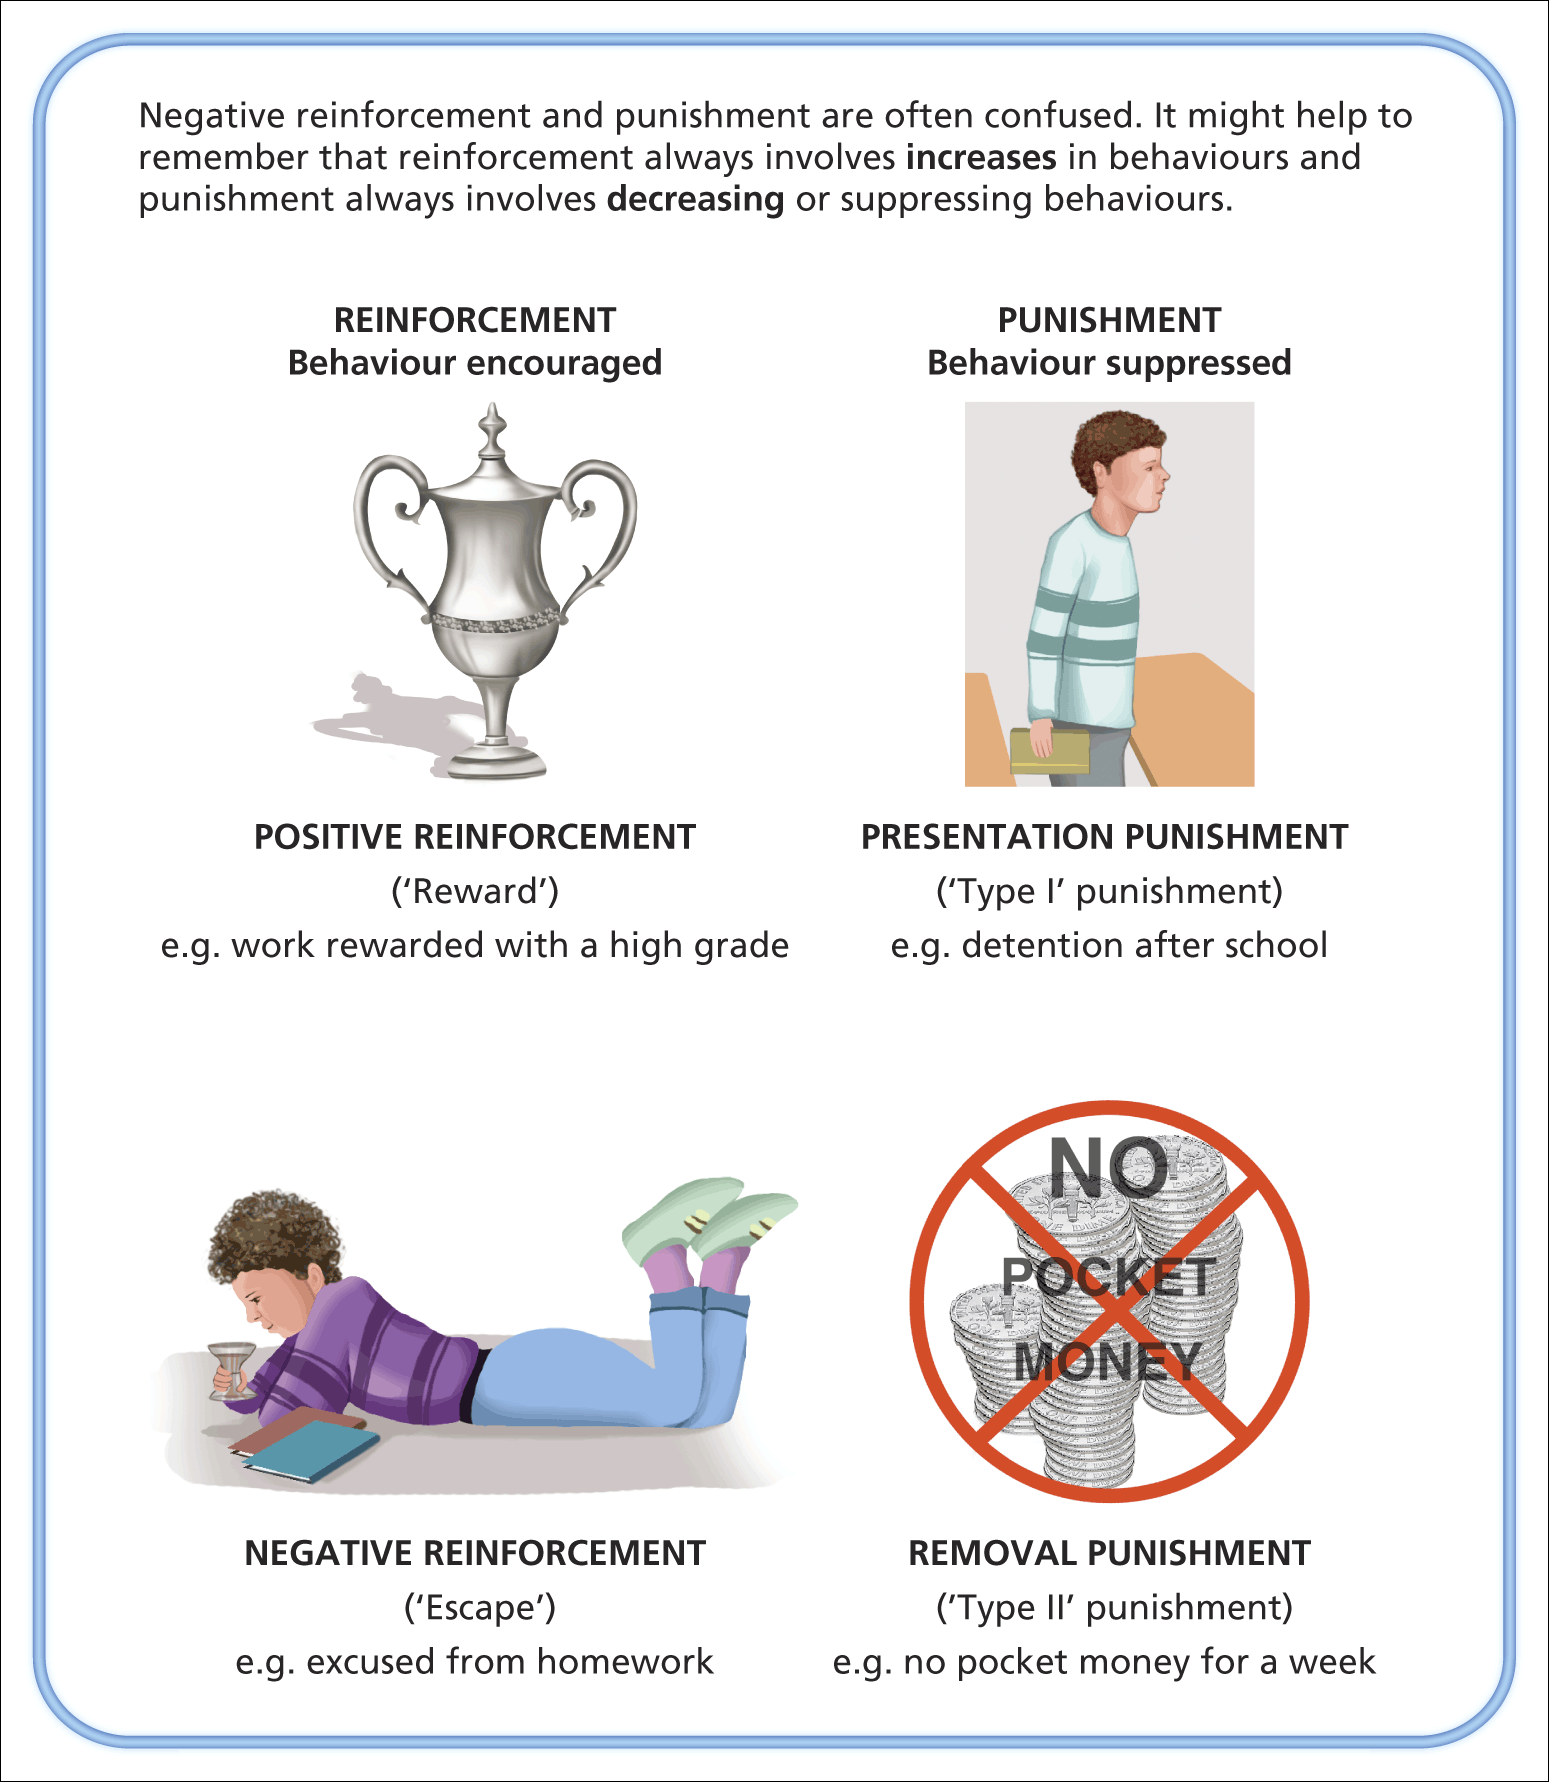 Negative reinforcement and punishment are often confused. It might help to
remember that reinforcement always involves increases in behaviours and
punishment always involves decreasing or suppressing behaviours.
REINFORCEMENT
Behaviour encouraged
PUNISHMENT
Behaviour suppressed
POSITIVE REINFORCEMENT
(‘Reward’)
e.g. work rewarded with a high grade
PRESENTATION PUNISHMENT
(‘Type I’ punishment)
e.g. detention after school
NO
POCKET
MONEY
NEGATIVE REINFORCEMENT
(‘Escape’)
e.g. excused from homework
REMOVAL PUNISHMENT
(’Type II’ punishment)
e.g. no pocket money for a week